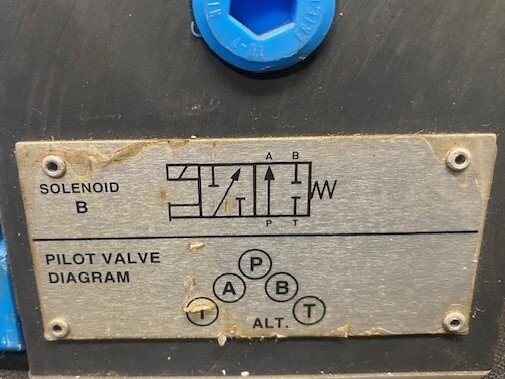 A B
SOLENOID
B
P T
PILOT VALVE
DIAGRAM
P
A B
T T
ALT.